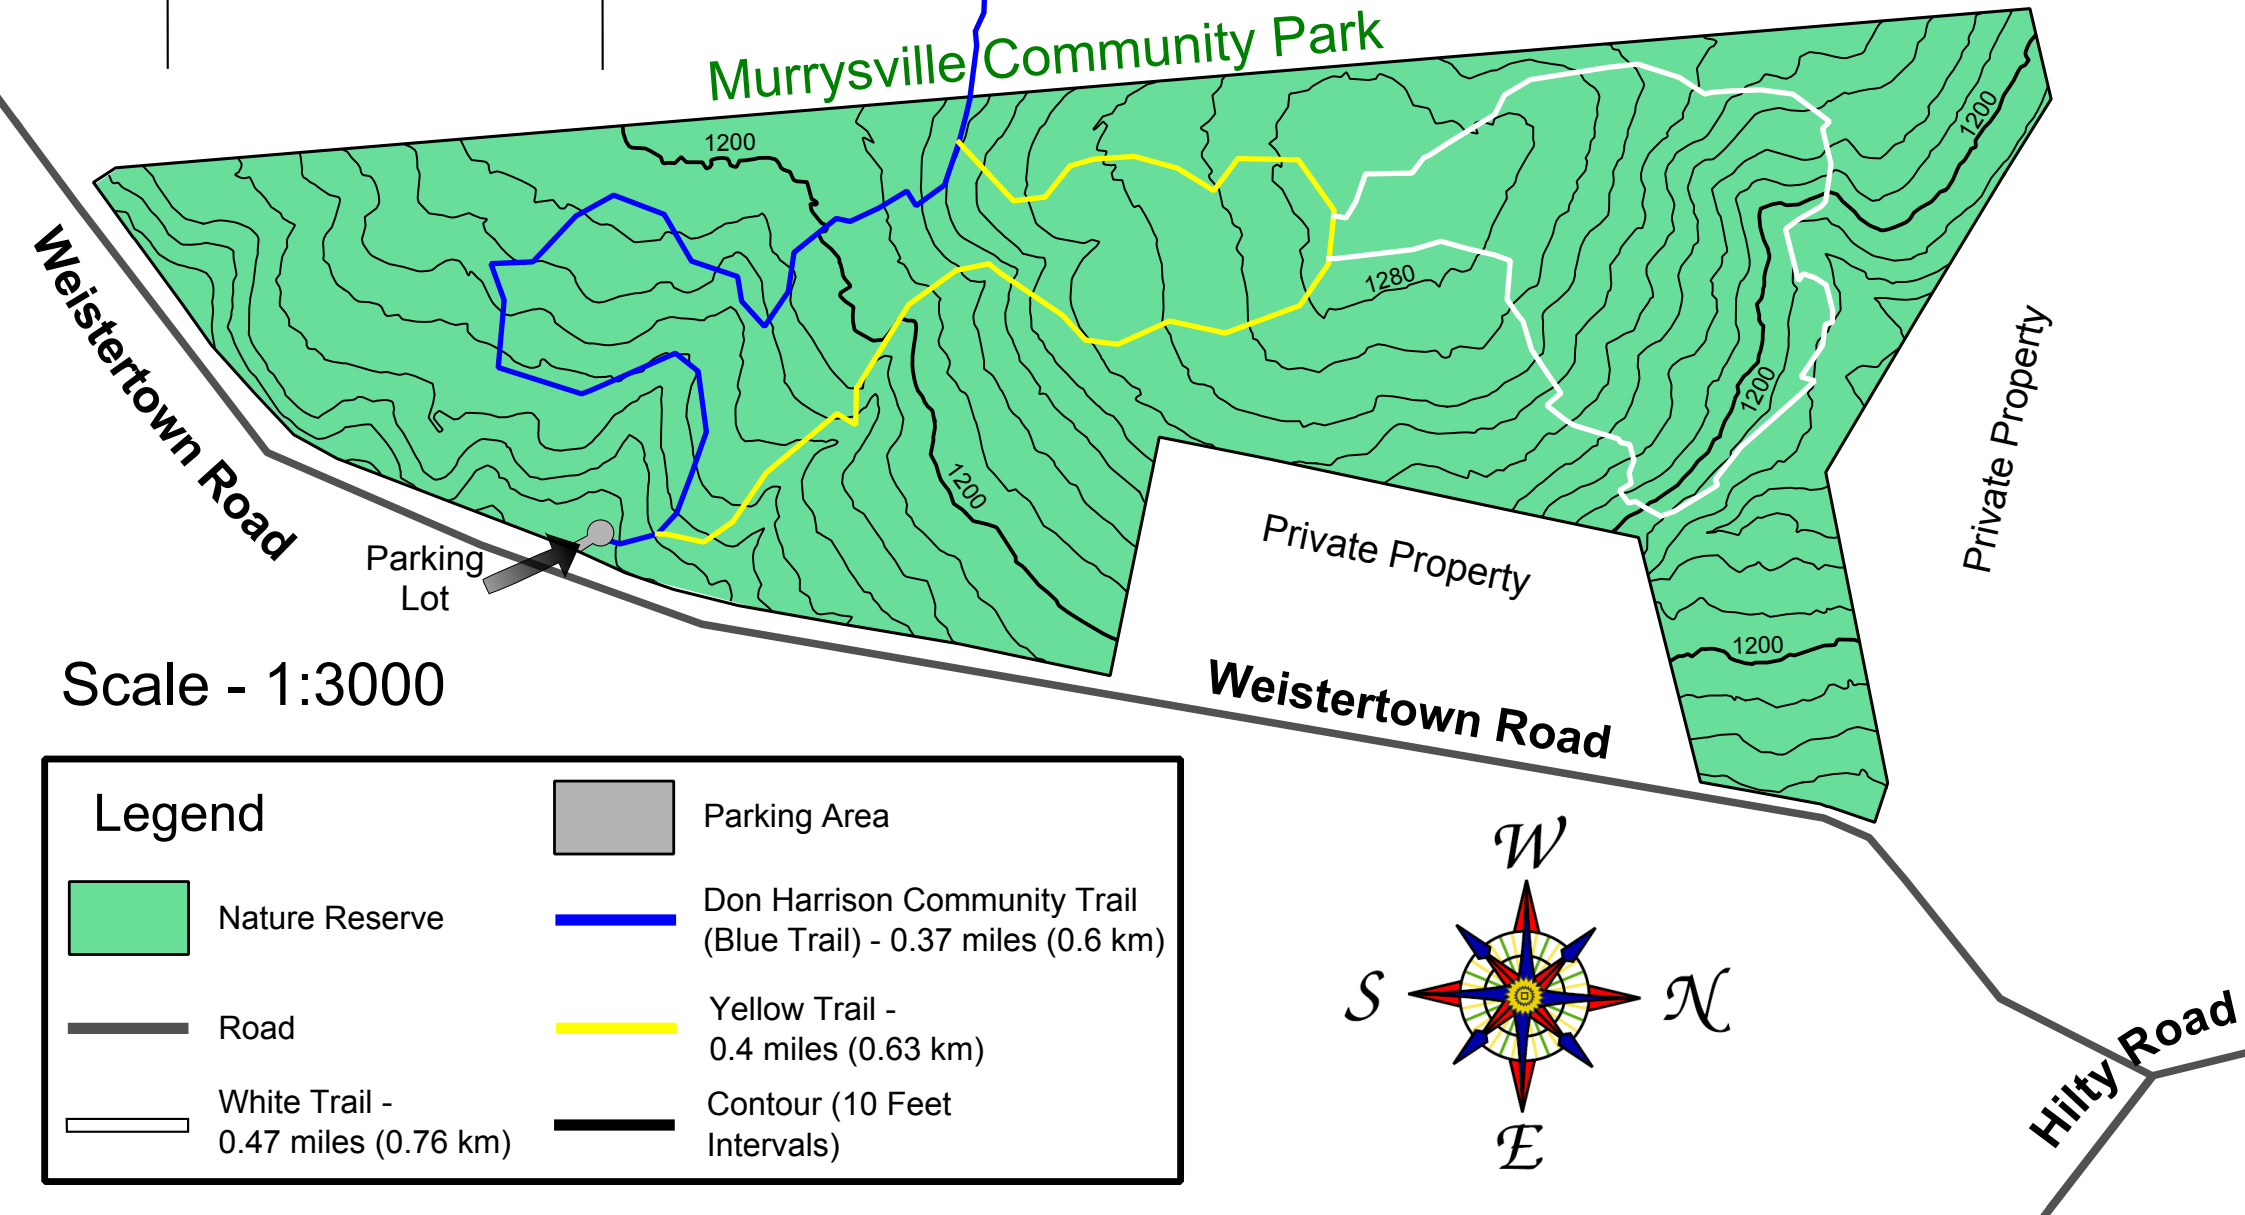 Murrysville Community Park
1200
1200
1280
1200
1200
1200
Weistertown Road
Parking
Lot
Private Property
Private Property
Weistertown Road
Scale - 1:3000
Legend
Nature Reserve
Road
White Trail -
0.47 miles (0.76 km)
Parking Area
Don Harrison Community Trail
(Blue Trail) - 0.37 miles (0.6 km)
Yellow Trail -
0.4 miles (0.63 km)
Contour (10 Feet
Intervals)
W
S
N
E
Hilty Road